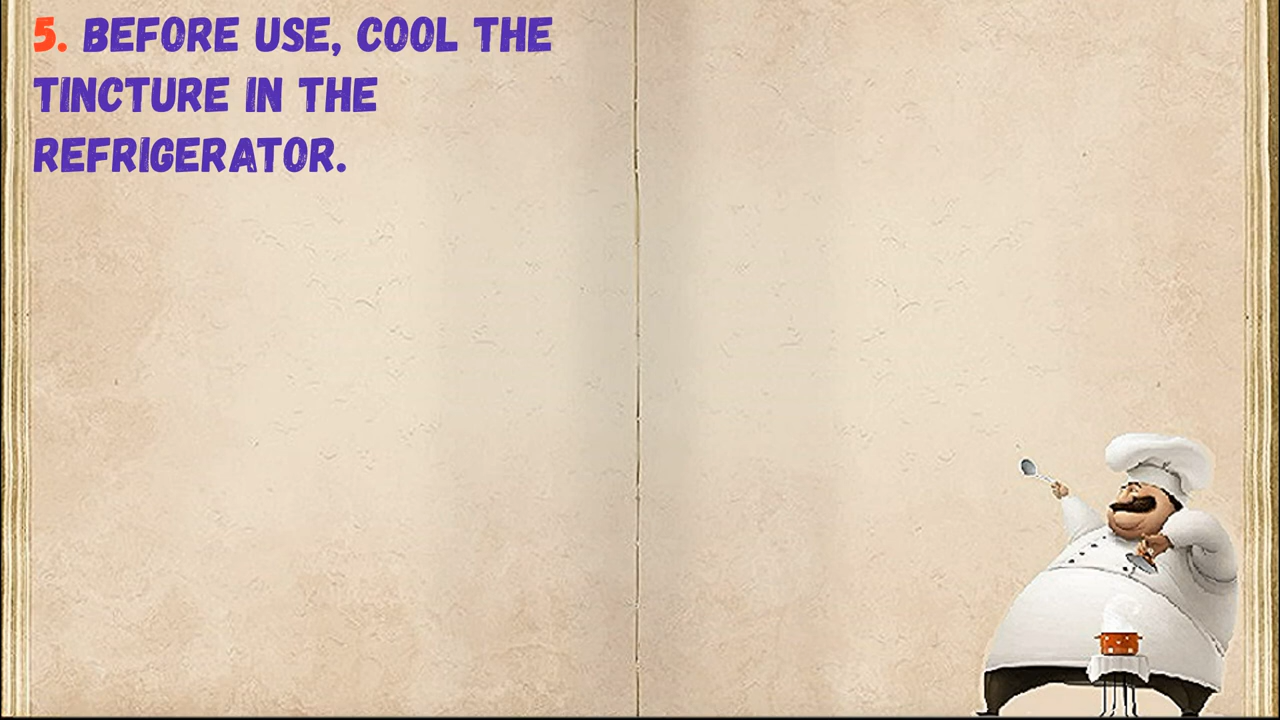 5. BEFORE USE, COOL THE
TINCTURE IN THE
REFRIGERATOR.